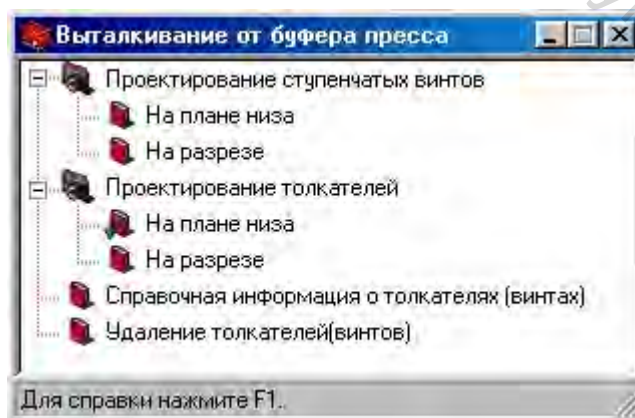 Выталкивание от буфера пресса
Проектирование ступенчатых винтов
На плане низа
На разрезе
Проектирование толкателей
На плане низа
На разрезе
Справочная информация о толкателях (винтах)
Удаление толкателей(винтов)
Для справки нажмите F1.